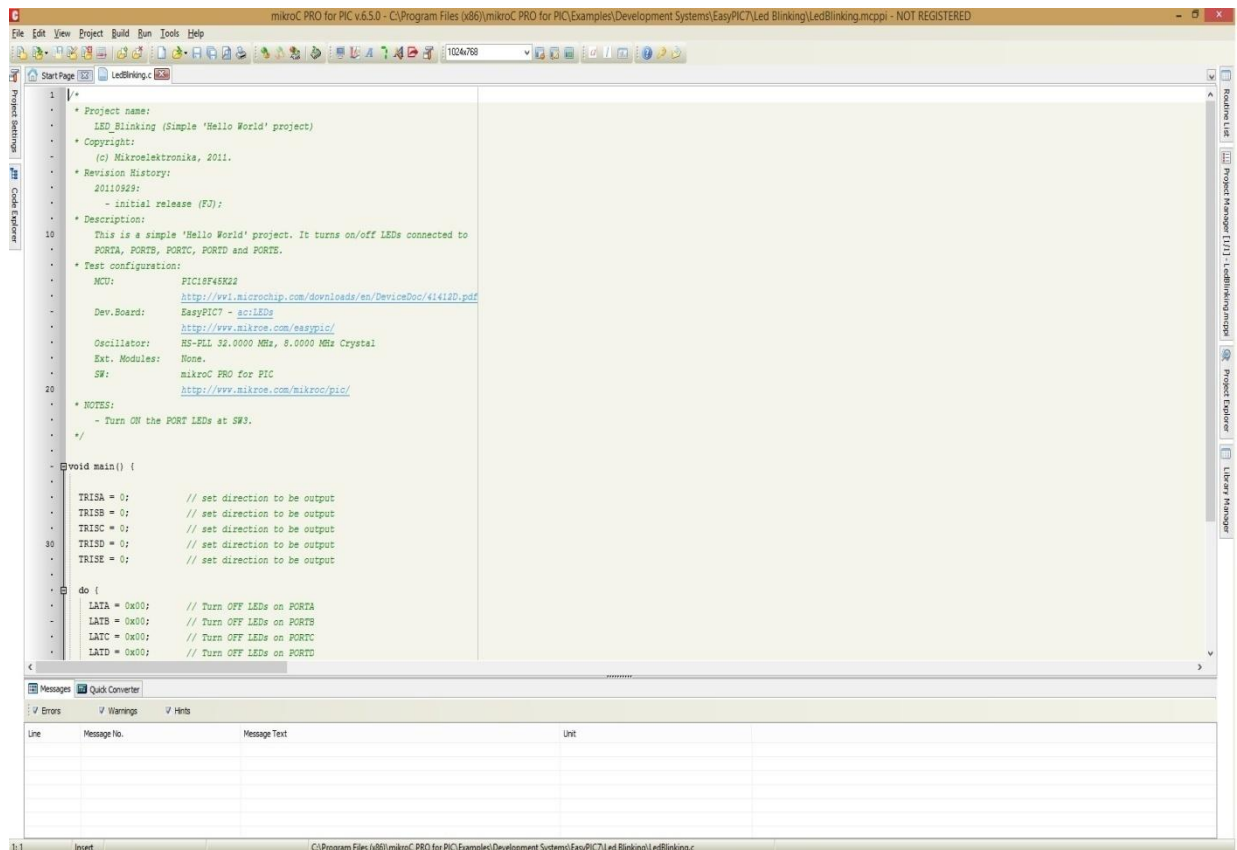 mikroC PRO for PIC v.6.5.0 - C:\Program Files (x86)\mikroC PRO for PIC\Examples\Development Systems\EasyPIC7\Led Blinking\LedBlinking.mcppi - NOT REGISTERED
File Edit View Project Build Run Tools Help
1024x768
Start Page LedBlinking.c
Project Settings
Code Explorer
1 /*
* Project name:
LED_Blinking (Simple 'Hello World' project)
* Copyright:
(c) Mikroelektronika, 2011.
* Revision History:
20110929:
- initial release (FJ);
* Description:
10 This is a simple 'Hello World' project. It turns on/off LEDs connected to
PORTA, PORTB, PORTC, PORTD and PORTE.
* Test configuration:
MCU: PIC18F45K22
http://ww1.microchip.com/downloads/en/DeviceDoc/41412D.pdf
Dev.Board: EasyPIC7 - ac:LEDs
http://www.mikroe.com/easypic/
Oscillator: HS-PLL 32.0000 MHz, 8.0000 MHz Crystal
Ext. Modules: None.
SW: mikroC PRO for PIC
20 http://www.mikroe.com/mikroc/pic/
* NOTES:
- Turn ON the PORT LEDs at SW3.
*/
void main() {
TRISA = 0; // set direction to be output
TRISB = 0; // set direction to be output
TRISC = 0; // set direction to be output
30 TRISD = 0; // set direction to be output
TRISE = 0; // set direction to be output
do {
LATA = 0x00; // Turn OFF LEDs on PORTA
LATB = 0x00; // Turn OFF LEDs on PORTB
LATC = 0x00; // Turn OFF LEDs on PORTC
LATD = 0x00; // Turn OFF LEDs on PORTD
Routine List
Project Manager [1/1] - LedBlinking.mcppi
Project Explorer
Library Manager
Messages Quick Converter
Errors Warnings Hints
Line Message No. Message Text Unit
1: 1 Insert C:\Program Files (x86)\mikroC PRO for PIC\Examples\Development Systems\EasyPIC7\Led Blinking\LedBlinking.c